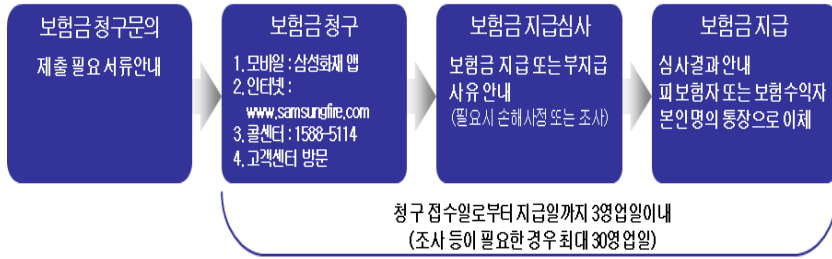 보험금 청구문의
제출 필요 서류안내
보험금 청구
1. 모바일 : 삼성화재 앱
2. 인터넷 :
www.samsungfire.com
3. 콜센터 : 1588-5114
4. 고객센터 방문
보험금 지급심사
보험금 지급 또는 부지급
사유 안내
(필요시 손해사정 또는 조사)
보험금 지급
심사결과 안내
피보험자 또는 보험수익자
본인명의 통장으로 이체
청구 접수일로부터 지급일까지 3영업일이내
(조사 등이 필요한 경우 최대 30영업일)